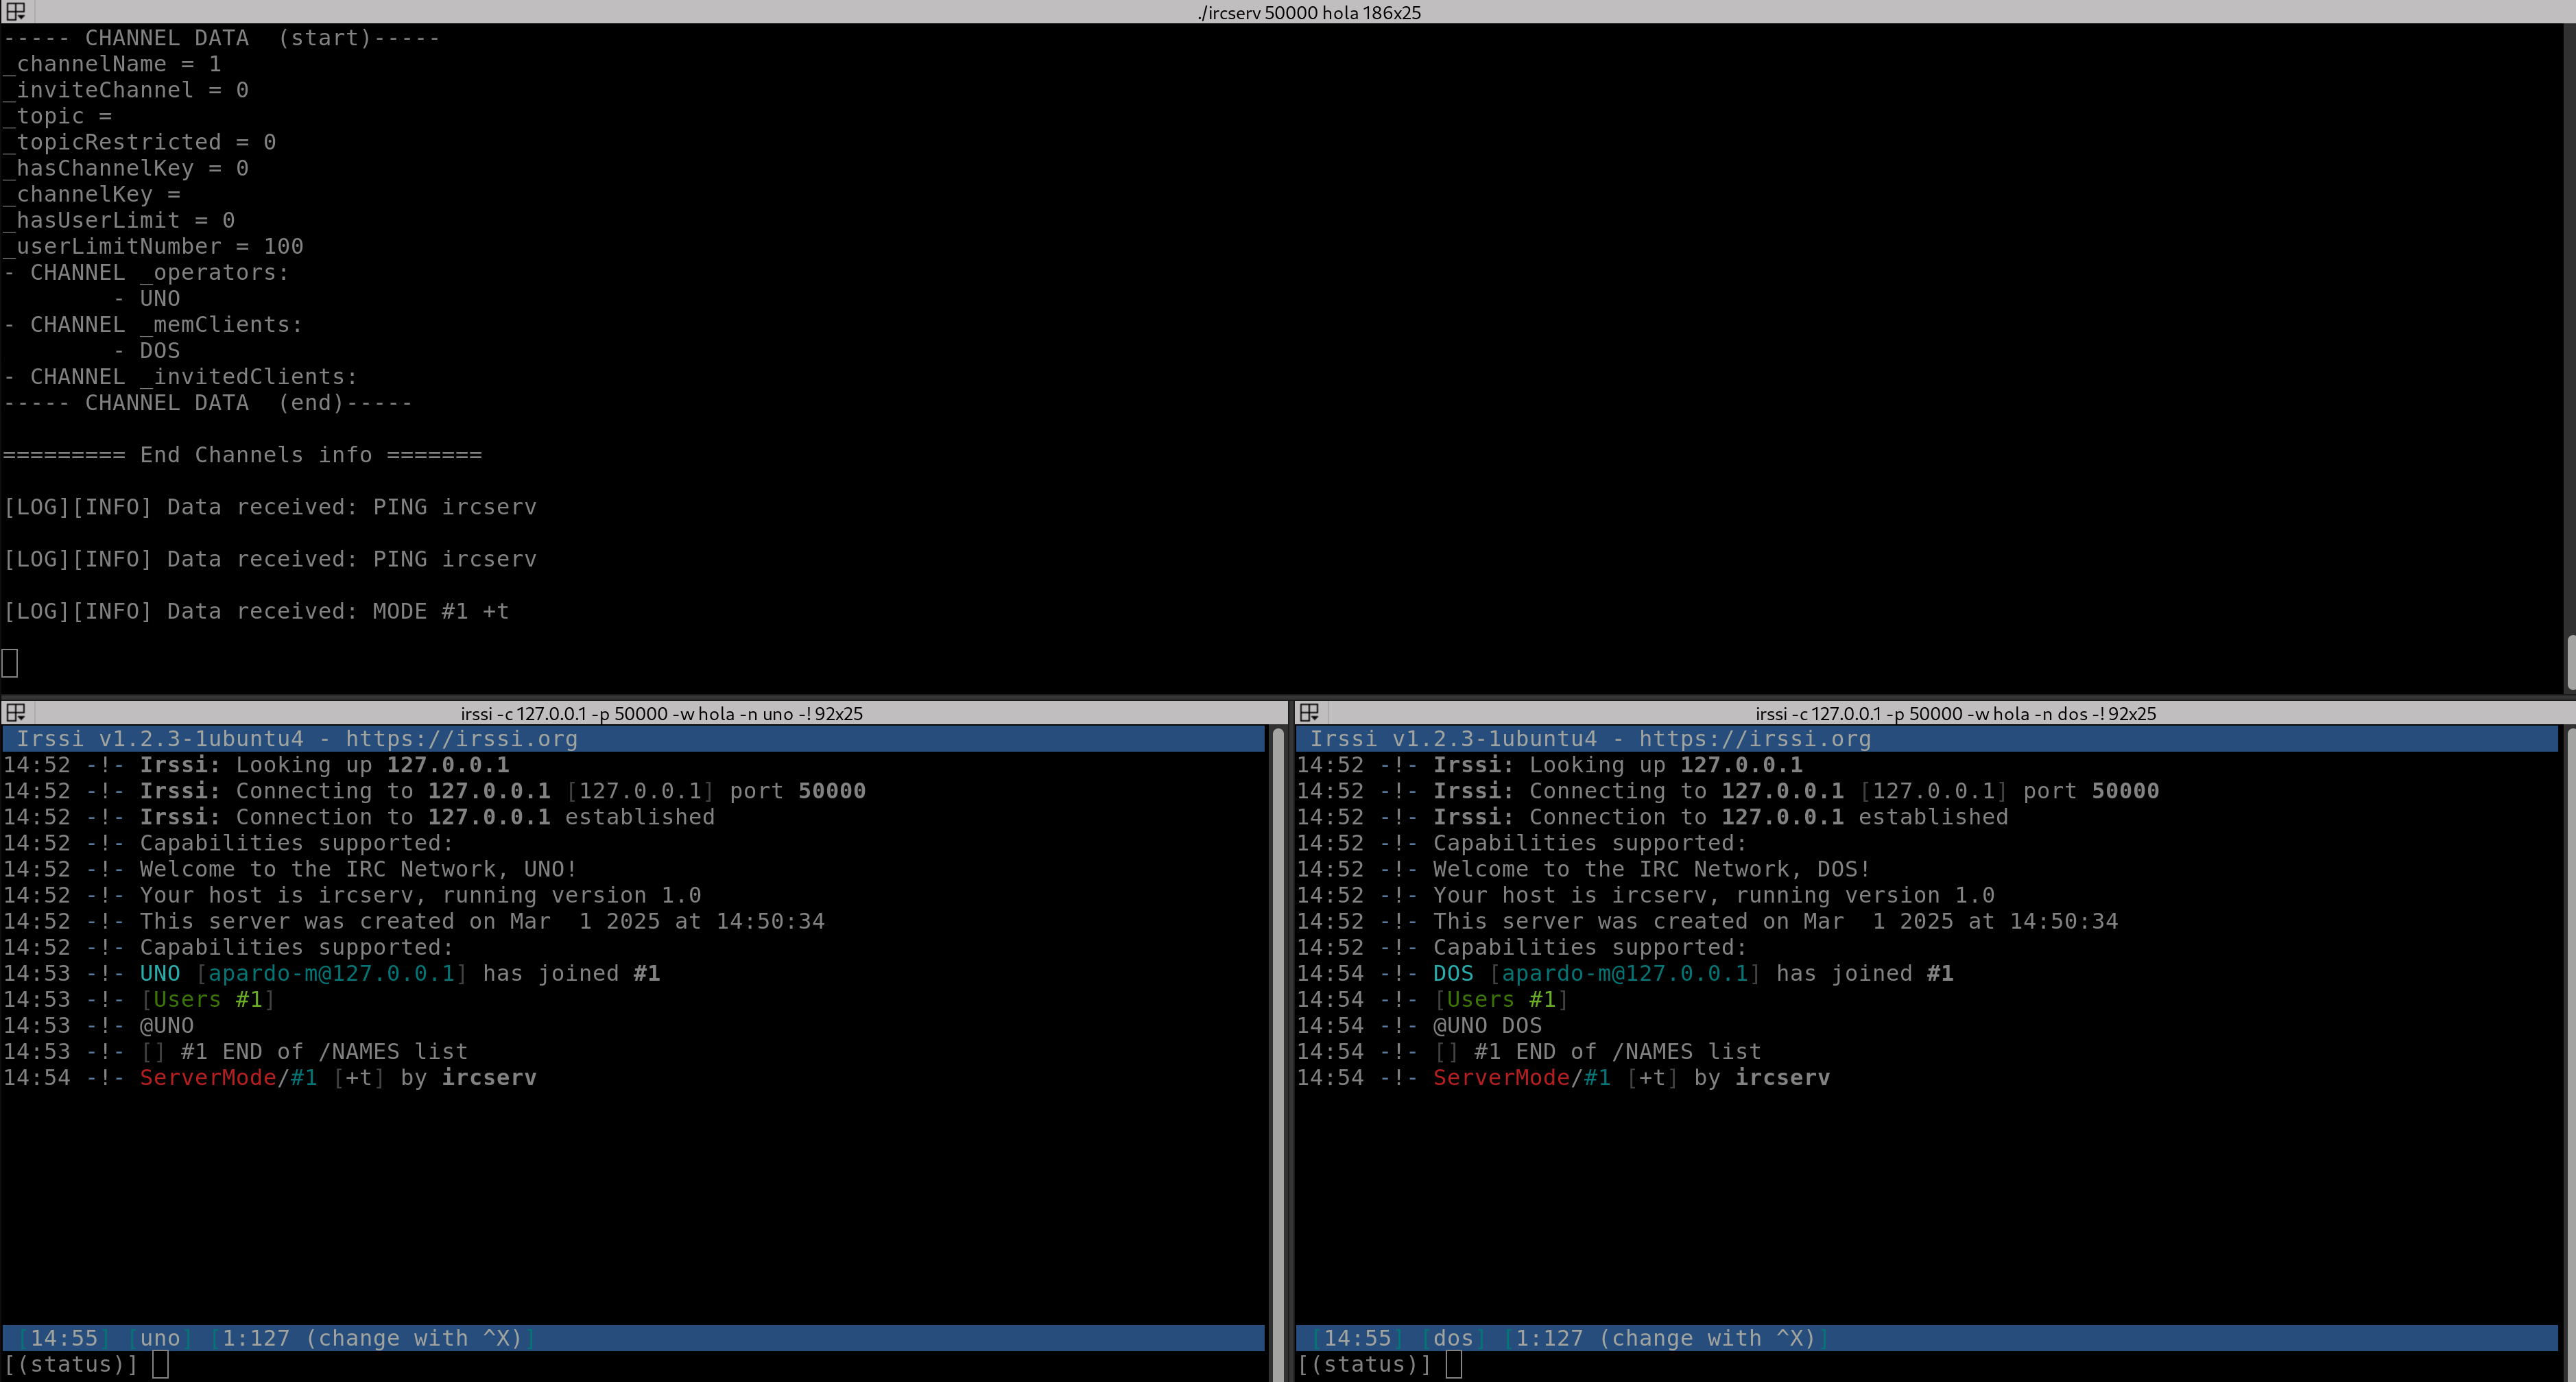 ./ircserv 50000 hola 186x25
----- CHANNEL DATA  (start)-----
_channelName = 1
_inviteChannel = 0
_topic =
_topicRestricted = 0
_hasChannelKey = 0
_channelKey =
_hasUserLimit = 0
_userLimitNumber = 100
- CHANNEL _operators:
        - UNO
- CHANNEL _memClients:
        - DOS
- CHANNEL _invitedClients:
----- CHANNEL DATA  (end)-----
========= End Channels info =======
[LOG][INFO] Data received: PING ircserv
[LOG][INFO] Data received: PING ircserv
[LOG][INFO] Data received: MODE #1 +t
irssi -c 127.0.0.1 -p 50000 -w hola -n uno -! 92x25
Irssi v1.2.3-1ubuntu4 - https://irssi.org
14:52 -!- Irssi: Looking up 127.0.0.1
14:52 -!- Irssi: Connecting to 127.0.0.1 [127.0.0.1] port 50000
14:52 -!- Irssi: Connection to 127.0.0.1 established
14:52 -!- Capabilities supported:
14:52 -!- Welcome to the IRC Network, UNO!
14:52 -!- Your host is ircserv, running version 1.0
14:52 -!- This server was created on Mar  1 2025 at 14:50:34
14:52 -!- Capabilities supported:
14:53 -!- UNO [apardo-m@127.0.0.1] has joined #1
14:53 -!- [Users #1]
14:53 -!- @UNO
14:53 -!- [] #1 END of /NAMES list
14:54 -!- ServerMode/#1 [+t] by ircserv
[14:55] [uno] [1:127 (change with ^X)]
[(status)]
irssi -c 127.0.0.1 -p 50000 -w hola -n dos -! 92x25
Irssi v1.2.3-1ubuntu4 - https://irssi.org
14:52 -!- Irssi: Looking up 127.0.0.1
14:52 -!- Irssi: Connecting to 127.0.0.1 [127.0.0.1] port 50000
14:52 -!- Irssi: Connection to 127.0.0.1 established
14:52 -!- Capabilities supported:
14:52 -!- Welcome to the IRC Network, DOS!
14:52 -!- Your host is ircserv, running version 1.0
14:52 -!- This server was created on Mar  1 2025 at 14:50:34
14:52 -!- Capabilities supported:
14:54 -!- DOS [apardo-m@127.0.0.1] has joined #1
14:54 -!- [Users #1]
14:54 -!- @UNO DOS
14:54 -!- [] #1 END of /NAMES list
14:54 -!- ServerMode/#1 [+t] by ircserv
[14:55] [dos] [1:127 (change with ^X)]
[(status)]